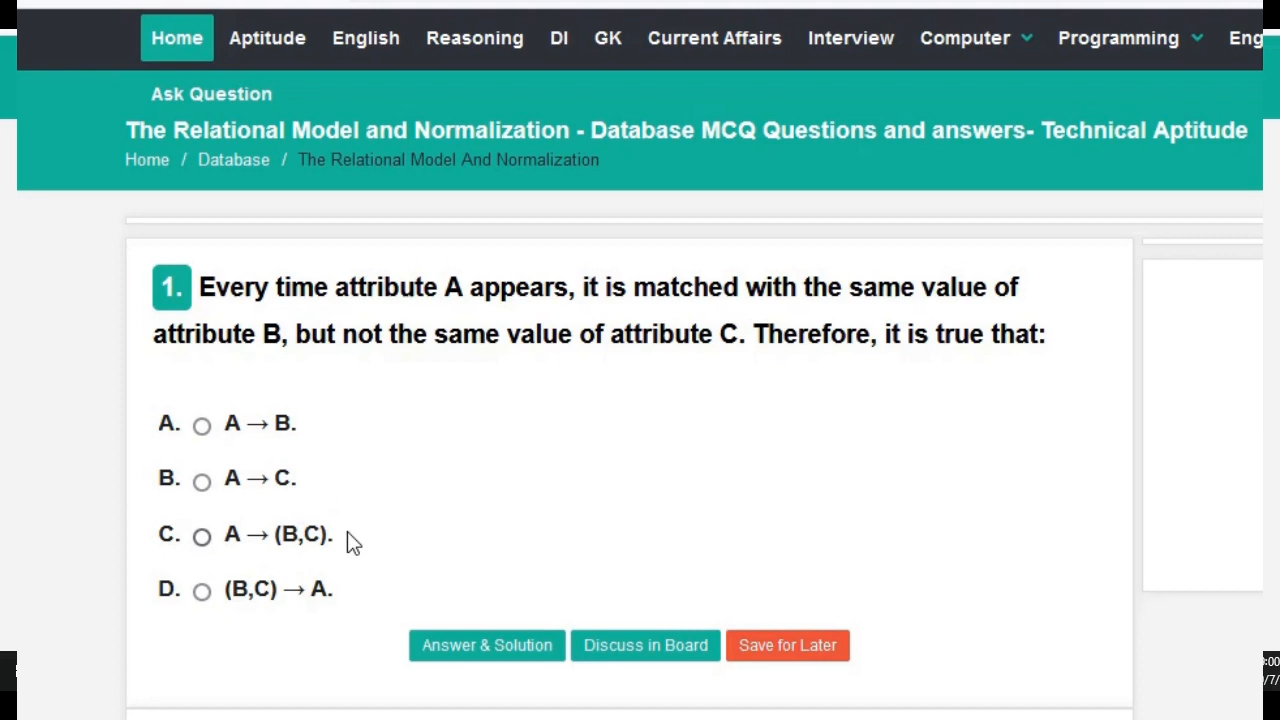 Home Aptitude English Reasoning DI GK Current Affairs Interview Computer Programming Eng
Ask Question
The Relational Model and Normalization - Database MCQ Questions and answers- Technical Aptitude
Home / Database / The Relational Model And Normalization
1. Every time attribute A appears, it is matched with the same value of
attribute B, but not the same value of attribute C. Therefore, it is true that:
A. A → B.
B. A → C.
C. A → (B,C).
D. (B,C) → A.
Answer & Solution Discuss in Board Save for Later
:00
/7/